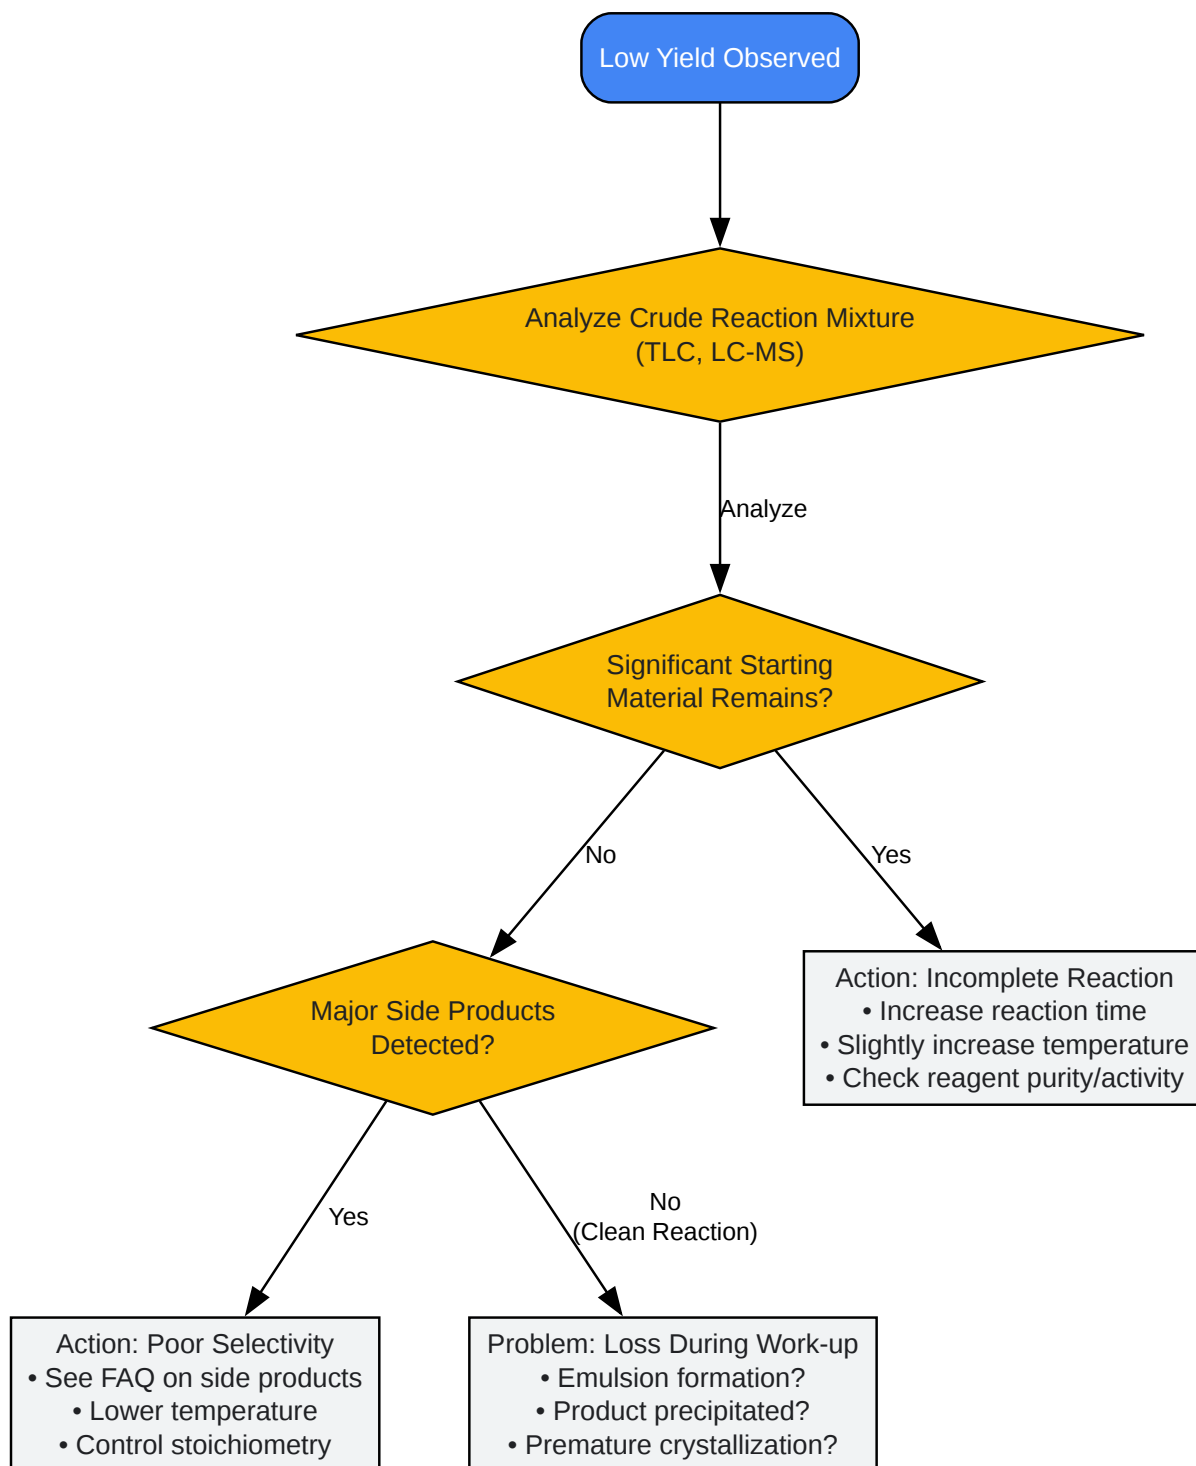 Low Yield Observed
Analyze Crude Reaction Mixture
(TLC, LC-MS)
Analyze
Significant Starting
Material Remains?
No
Yes
Major Side Products
Detected?
Action: Incomplete Reaction
• Increase reaction time
• Slightly increase temperature
• Check reagent purity/activity
Yes
No
(Clean Reaction)
Action: Poor Selectivity
• See FAQ on side products
• Lower temperature
• Control stoichiometry
Problem: Loss During Work-up
• Emulsion formation?
• Product precipitated?
• Premature crystallization?